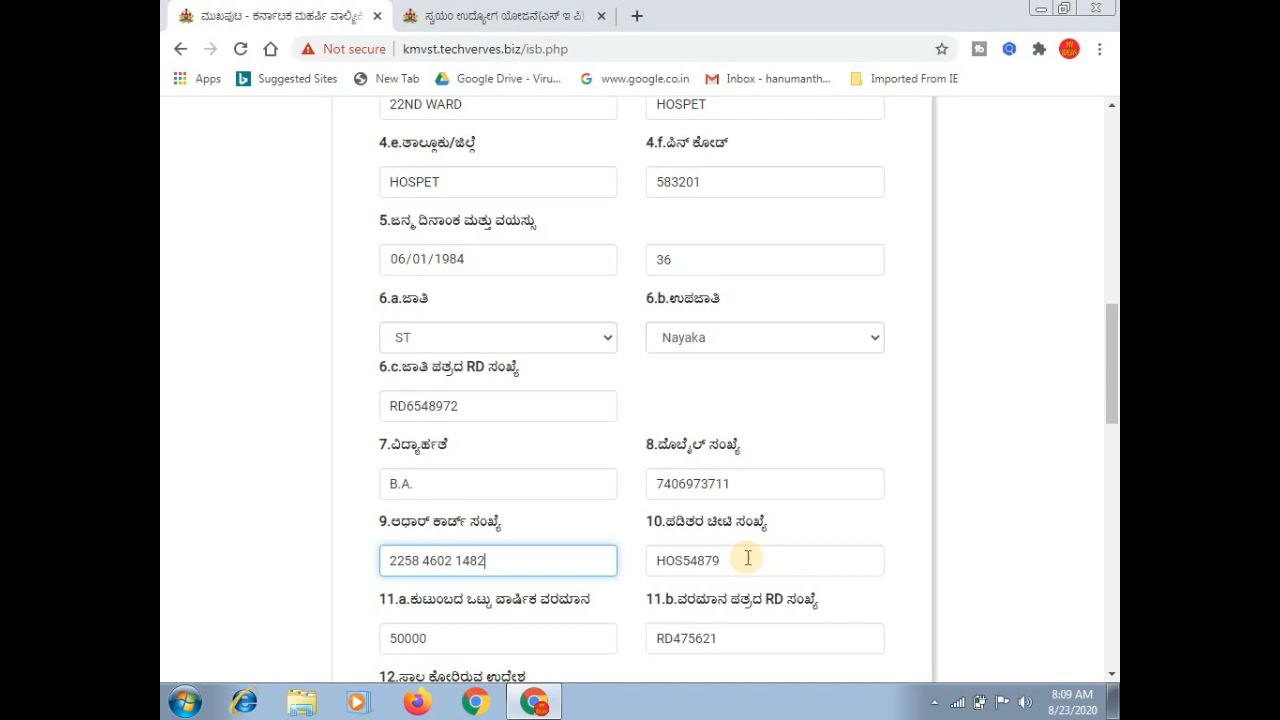 ಮುಖಪುಟ - ಕರ್ನಾಟಕ ಮಹರ್ಷಿ ವಾಲ್ಮೀಕಿ
ಸ್ವಯಂ ಉದ್ಯೋಗ ಯೋಜನೆ(ಎಸ್ ಇ ಪಿ)
Not secure kmvst.techverves.biz/isb.php
Apps Suggested Sites New Tab Google Drive - Viru... www.google.co.in Inbox - hanumanth... Imported From IE
22ND WARD HOSPET
4.e.ತಾಲ್ಲೂಕು/ಜಿಲ್ಲೆ 4.f.ಪಿನ್ ಕೋಡ್
HOSPET 583201
5.ಜನ್ಮ ದಿನಾಂಕ ಮತ್ತು ವಯಸ್ಸು
06/01/1984 36
6.a.ಜಾತಿ 6.b.ಉಪಜಾತಿ
ST Nayaka
6.c.ಜಾತಿ ಪತ್ರದ RD ಸಂಖ್ಯೆ
RD6548972
7.ವಿದ್ಯಾರ್ಹತೆ 8.ಮೊಬೈಲ್ ಸಂಖ್ಯೆ
B.A. 7406973711
9.ಆಧಾರ್ ಕಾರ್ಡ್ ಸಂಖ್ಯೆ 10.ಪಡಿತರ ಚೀಟಿ ಸಂಖ್ಯೆ
2258 4602 1482 HOS54879
11.a.ಕುಟುಂಬದ ಒಟ್ಟು ವಾರ್ಷಿಕ ವರಮಾನ 11.b.ವರಮಾನ ಪತ್ರದ RD ಸಂಖ್ಯೆ
50000 RD475621
12.ಸಾಲ ಕೋರಿರುವ ಉದ್ದೇಶ
8:09 AM
8/23/2020